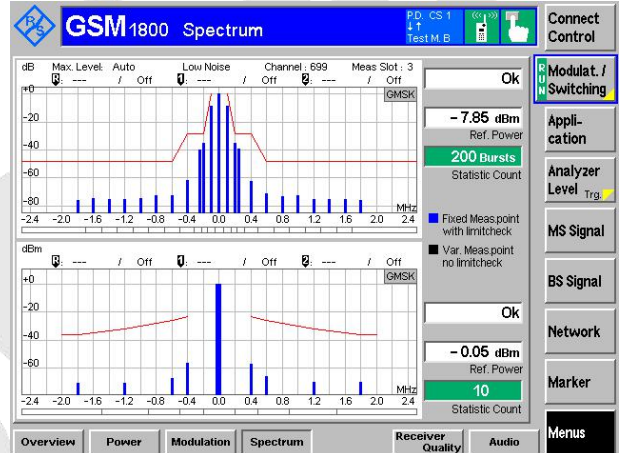 R&S
GSM 1800 Spectrum
P.D. CS 1
Test M. B
Connect Control
dB Max. Level: Auto Low Noise Channel : 699 Meas Slot : 3
R: --- / Off 1: --- / Off 2: --- / Off
+0
-20
-40
-60
-80
GMSK
MHz
-2.4 -2.0 -1.6 -1.2 -0.8 -0.4 0.0 0.4 0.8 1.2 1.6 2.0 2.4
Ok
-7.85 dBm
Ref. Power
200 Bursts
Statistic Count
Fixed Meas.point
with limitcheck
Var. Meas.point
no limitcheck
dBm
R: --- / Off 1: --- / Off 2: --- / Off
+0
-20
-40
-60
GMSK
MHz
-2.4 -2.0 -1.6 -1.2 -0.8 -0.4 0.0 0.4 0.8 1.2 1.6 2.0 2.4
Ok
-0.05 dBm
Ref. Power
10
Statistic Count
RUN
Modulat. /
Switching
Appli-
cation
Analyzer
Level Trg.
MS Signal
BS Signal
Network
Marker
Menus
Overview
Power
Modulation
Spectrum
Receiver
Quality
Audio